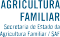 AGRICULTURA
FAMILIAR
Secretaria de Estado da
Agricultura Familiar / SAF